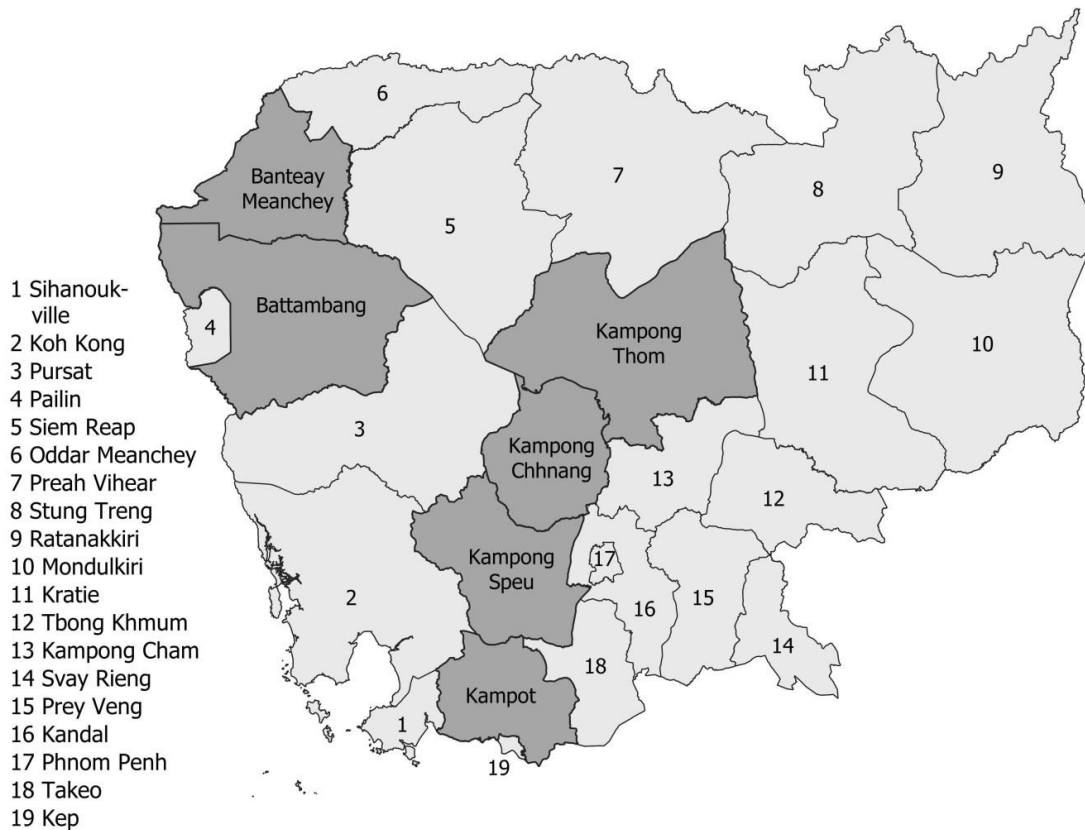 6
Banteay
Meanchey
7
8
9
5
Battambang
4
Kampong
Thom
10
11
3
Kampong
Chhnang
13
12
Kampong
Speu
17
2
16
15
14
18
Kampot
1
19
1 Sihanouk-
ville
2 Koh Kong
3 Pursat
4 Pailin
5 Siem Reap
6 Oddar Meanchey
7 Preah Vihear
8 Stung Treng
9 Ratanakkiri
10 Mondulkiri
11 Kratie
12 Tbong Khmum
13 Kampong Cham
14 Svay Rieng
15 Prey Veng
16 Kandal
17 Phnom Penh
18 Takeo
19 Kep